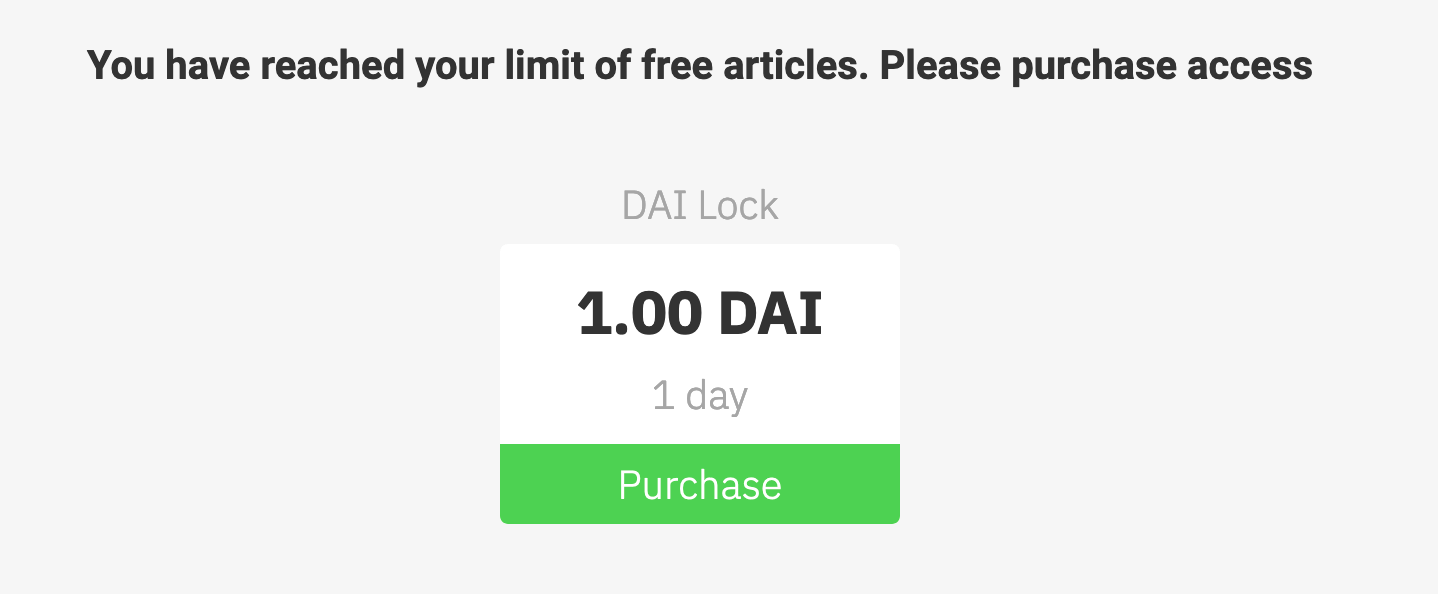 You have reached your limit of free articles. Please purchase access
DAI Lock
1.00 DAI
1 day
Purchase